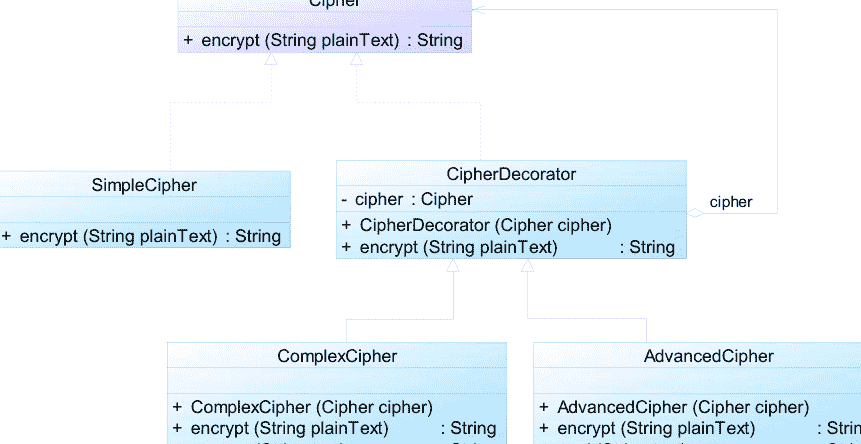 Cipher
+ encrypt (String plainText) : String
SimpleCipher
+ encrypt (String plainText) : String
CipherDecorator
- cipher : Cipher
+ CipherDecorator (Cipher cipher)
+ encrypt (String plainText) : String
cipher
ComplexCipher
+ ComplexCipher (Cipher cipher)
+ encrypt (String plainText) : String
AdvancedCipher
+ AdvancedCipher (Cipher cipher)
+ encrypt (String plainText) : Strin